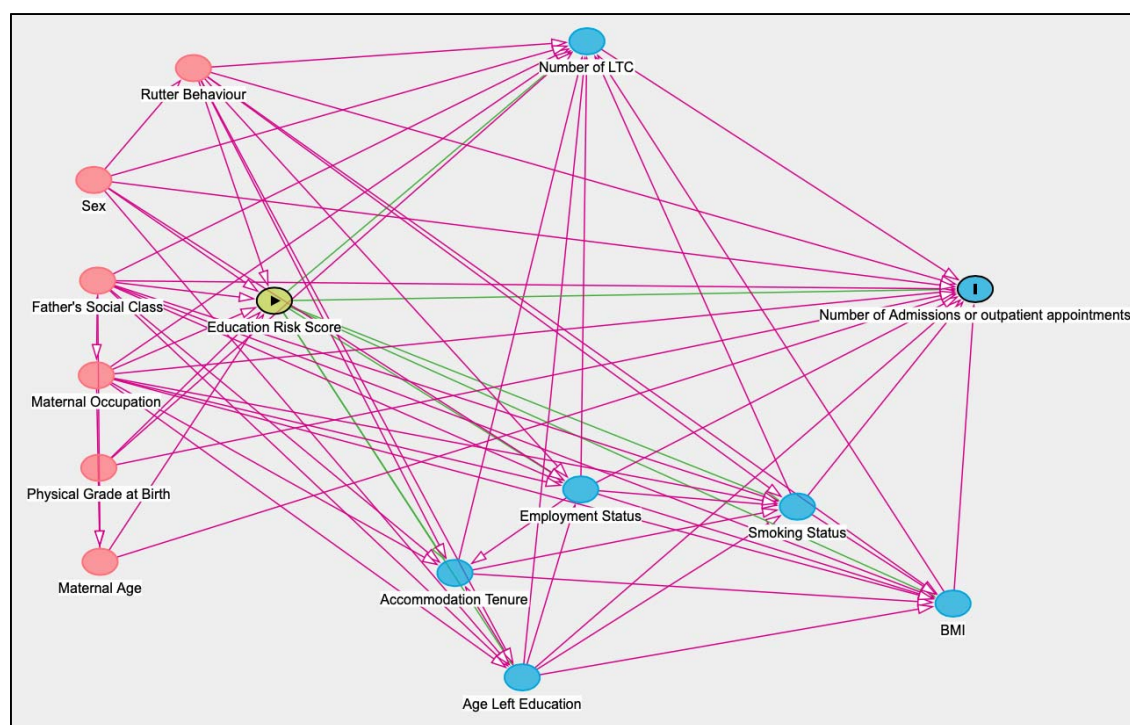 Number of LTC
Rutter Behaviour
Sex
Father's Social Class
Education Risk Score
Number of Admissions or outpatient appointments
Maternal Occupation
Physical Grade at Birth
Employment Status
Smoking Status
Maternal Age
Accommodation Tenure
BMI
Age Left Education